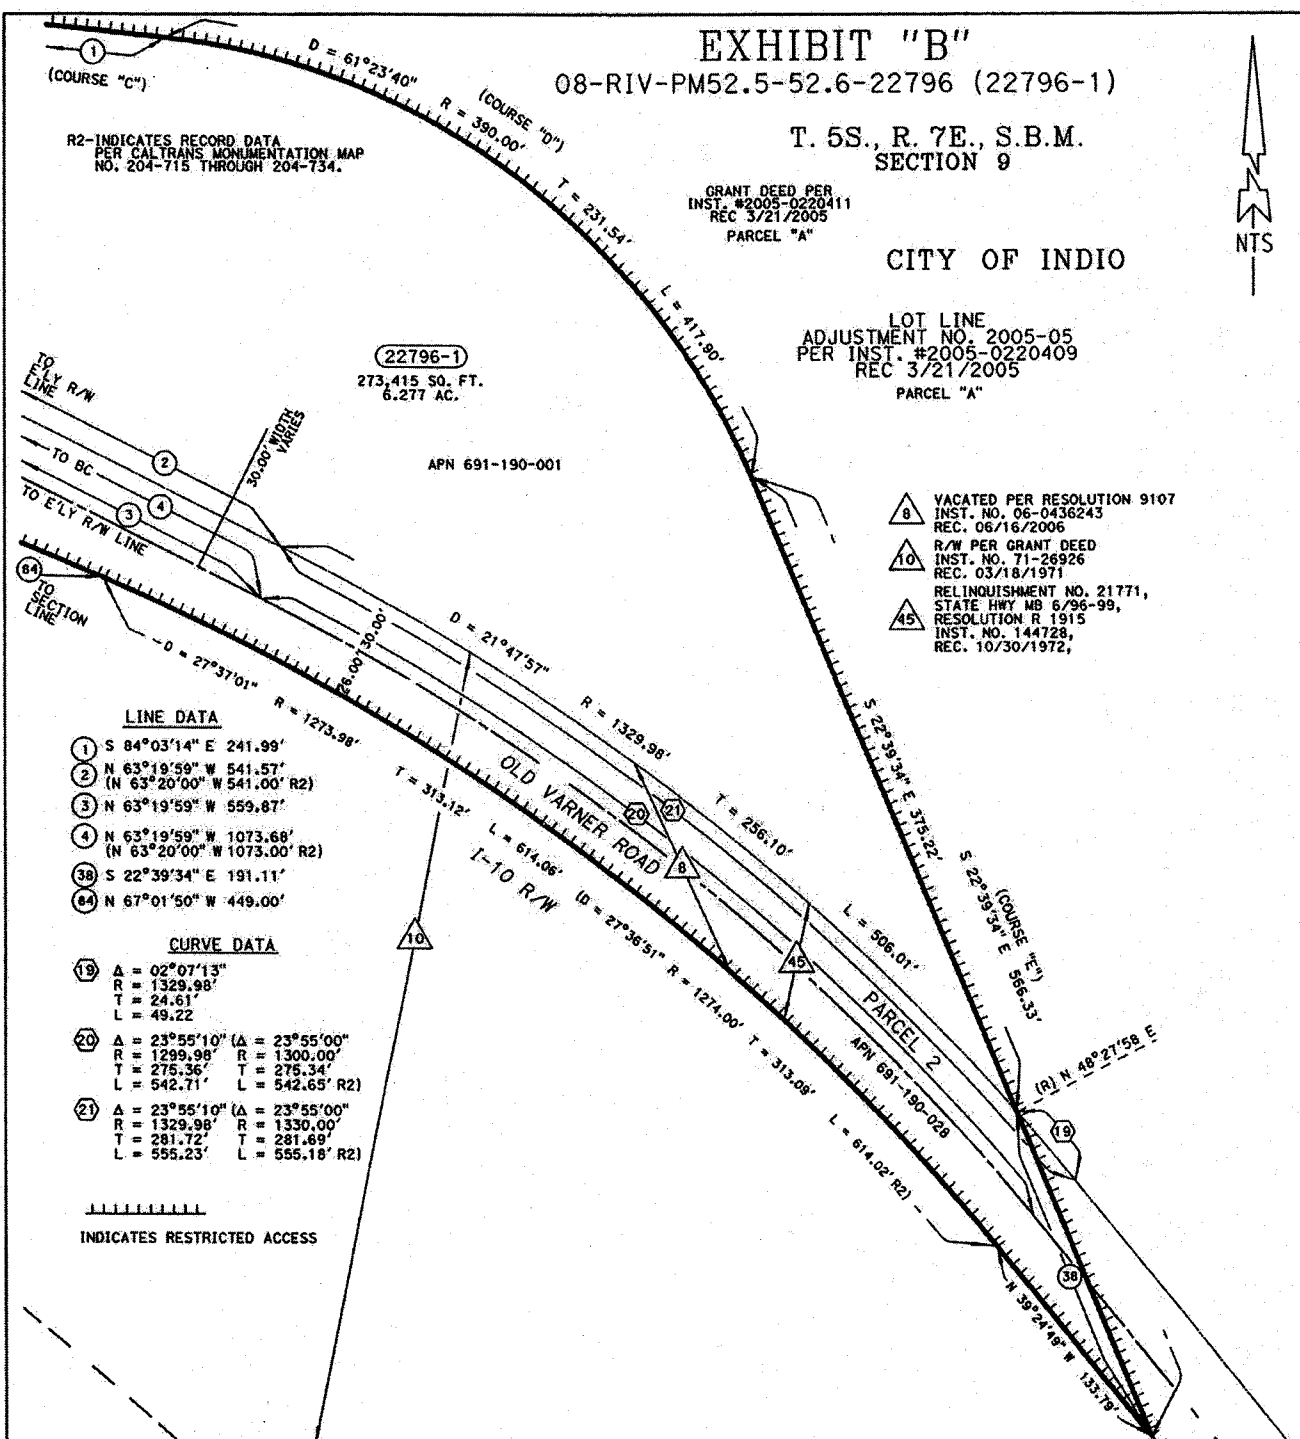 EXHIBIT "B"
08-RIV-PM52.5-52.6-22796 (22796-1)
T. 5S., R. 7E., S.B.M.
SECTION 9
GRANT DEED PER
INST. #2005-0220411
REC 3/21/2005
PARCEL "A"
CITY OF INDIO
LOT LINE
ADJUSTMENT NO. 2005-05
PER INST. #2005-0220409
REC 3/21/2005
PARCEL "A"
NTS
1
(COURSE "C")
D = 61°23'40"
R = 390.00'
(COURSE "D")
T = 231.54'
L = 417.90'
R2-INDICATES RECORD DATA
PER CALTRANS MONUMENTATION MAP
NO. 204-715 THROUGH 204-734.
22796-1
273,415 SQ. FT.
6.277 AC.
APN 691-190-001
TO
E'LY R/W
LINE
2
30.00' WIDTH
VARIES
TO BC
4
3
TO E'LY R/W LINE
84
TO
SECTION
LINE
8 VACATED PER RESOLUTION 9107
INST. NO. 06-0436243
REC. 06/16/2006
10 R/W PER GRANT DEED
INST. NO. 71-26926
REC. 03/18/1971
45 RELINQUISHMENT NO. 21771,
STATE HWY MB 6/96-99,
RESOLUTION R 1915
INST. NO. 144728,
REC. 10/30/1972,
D = 27°37'01"
R = 1273.98'
T = 313.12'
L = 614.06'
(D = 27°36'51" R = 1274.00' T = 313.09'
L = 614.02' R2)
26.00' 30.00'
D = 21°47'57"
R = 1329.98'
T = 256.10'
L = 506.01'
OLD VARNER ROAD
I-10 R/W
20
21
8
10
45
PARCEL 2
APN 691-190-028
S 22°39'34" E 375.22'
(COURSE "E")
S 22°39'34" E 566.33'
(R) N 48°27'58 E
19
38
N 39°24'49" W 133.79'
LINE DATA
1 S 84°03'14" E 241.99'
2 N 63°19'59" W 541.57'
(N 63°20'00" W 541.00' R2)
3 N 63°19'59" W 559.87'
4 N 63°19'59" W 1073.68'
(N 63°20'00" W 1073.00' R2)
38 S 22°39'34" E 191.11'
84 N 67°01'50" W 449.00'
CURVE DATA
19 Δ = 02°07'13"
R = 1329.98'
T = 24.61'
L = 49.22
20 Δ = 23°55'10" (Δ = 23°55'00"
R = 1299.98' R = 1300.00'
T = 275.36' T = 275.34'
L = 542.71' L = 542.65' R2)
21 Δ = 23°55'10" (Δ = 23°55'00"
R = 1329.98' R = 1330.00'
T = 281.72' T = 281.69'
L = 555.23' L = 555.18' R2)
INDICATES RESTRICTED ACCESS